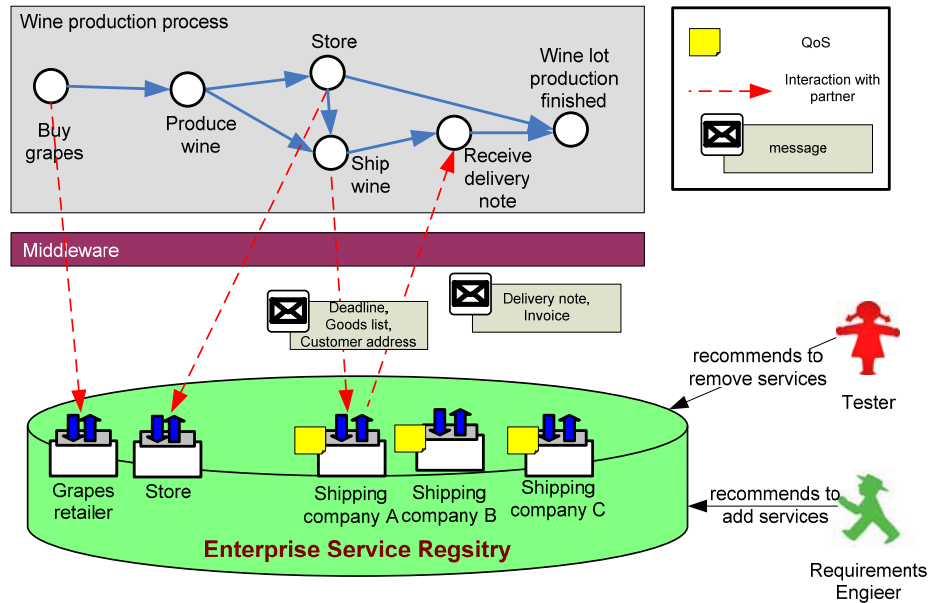 Wine production process
Store
Wine lot
production
finished
Buy
grapes
Produce
wine
Ship
wine
Receive
delivery
note
QoS
Interaction with
partner
message
Middleware
Deadline,
Goods list,
Customer address
Delivery note,
Invoice
recommends to
remove services
Tester
Grapes
retailer
Store
Shipping
company A
Shipping
company B
Shipping
company C
recommends to
add services
Enterprise Service Regsitry
Requirements
Engieer